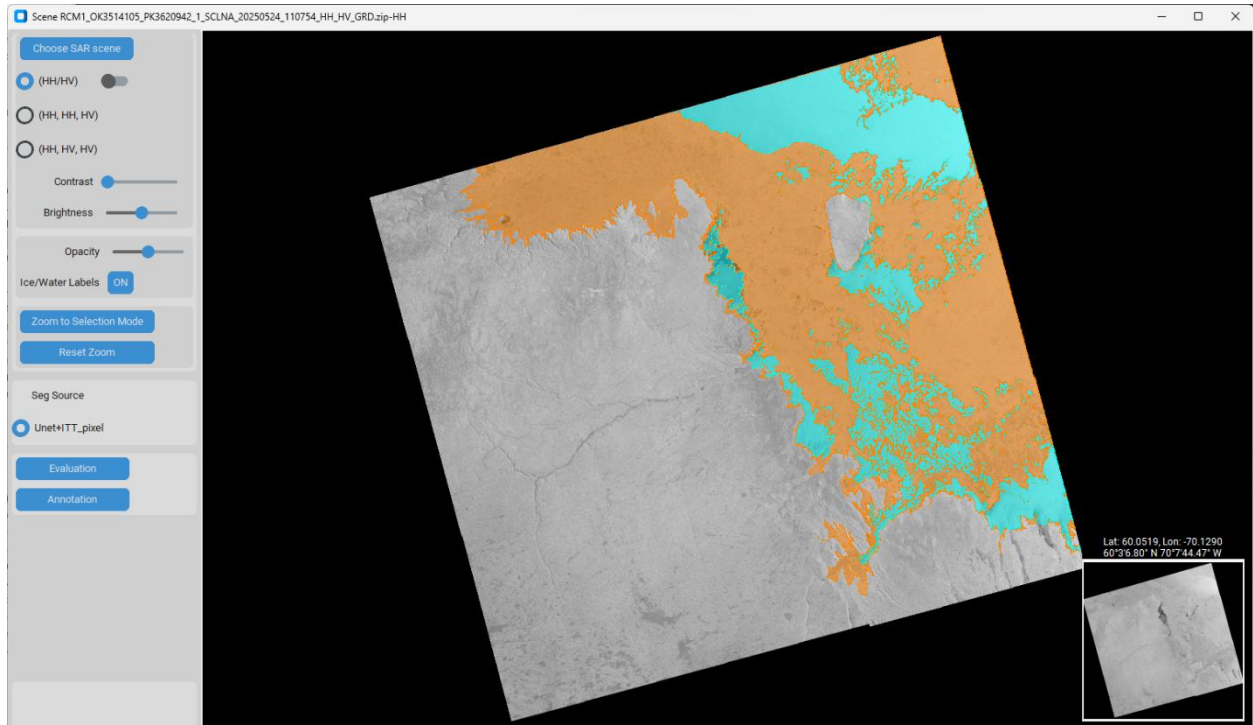 Scene RCM1_OK3514105_PK3620942_1_SCLNA_20250524_110754_HH_HV_GRD.zip-HH
Choose SAR scene
(HH/HV)
(HH, HH, HV)
(HH, HV, HV)
Contrast
Brightness
Opacity
Ice/Water Labels ON
Zoom to Selection Mode
Reset Zoom
Seg Source
Unet+ITT_pixel
Evaluation
Annotation
Lat: 60.0519, Lon: -70.1290
60°3'6.80" N 70°7'44.47" W